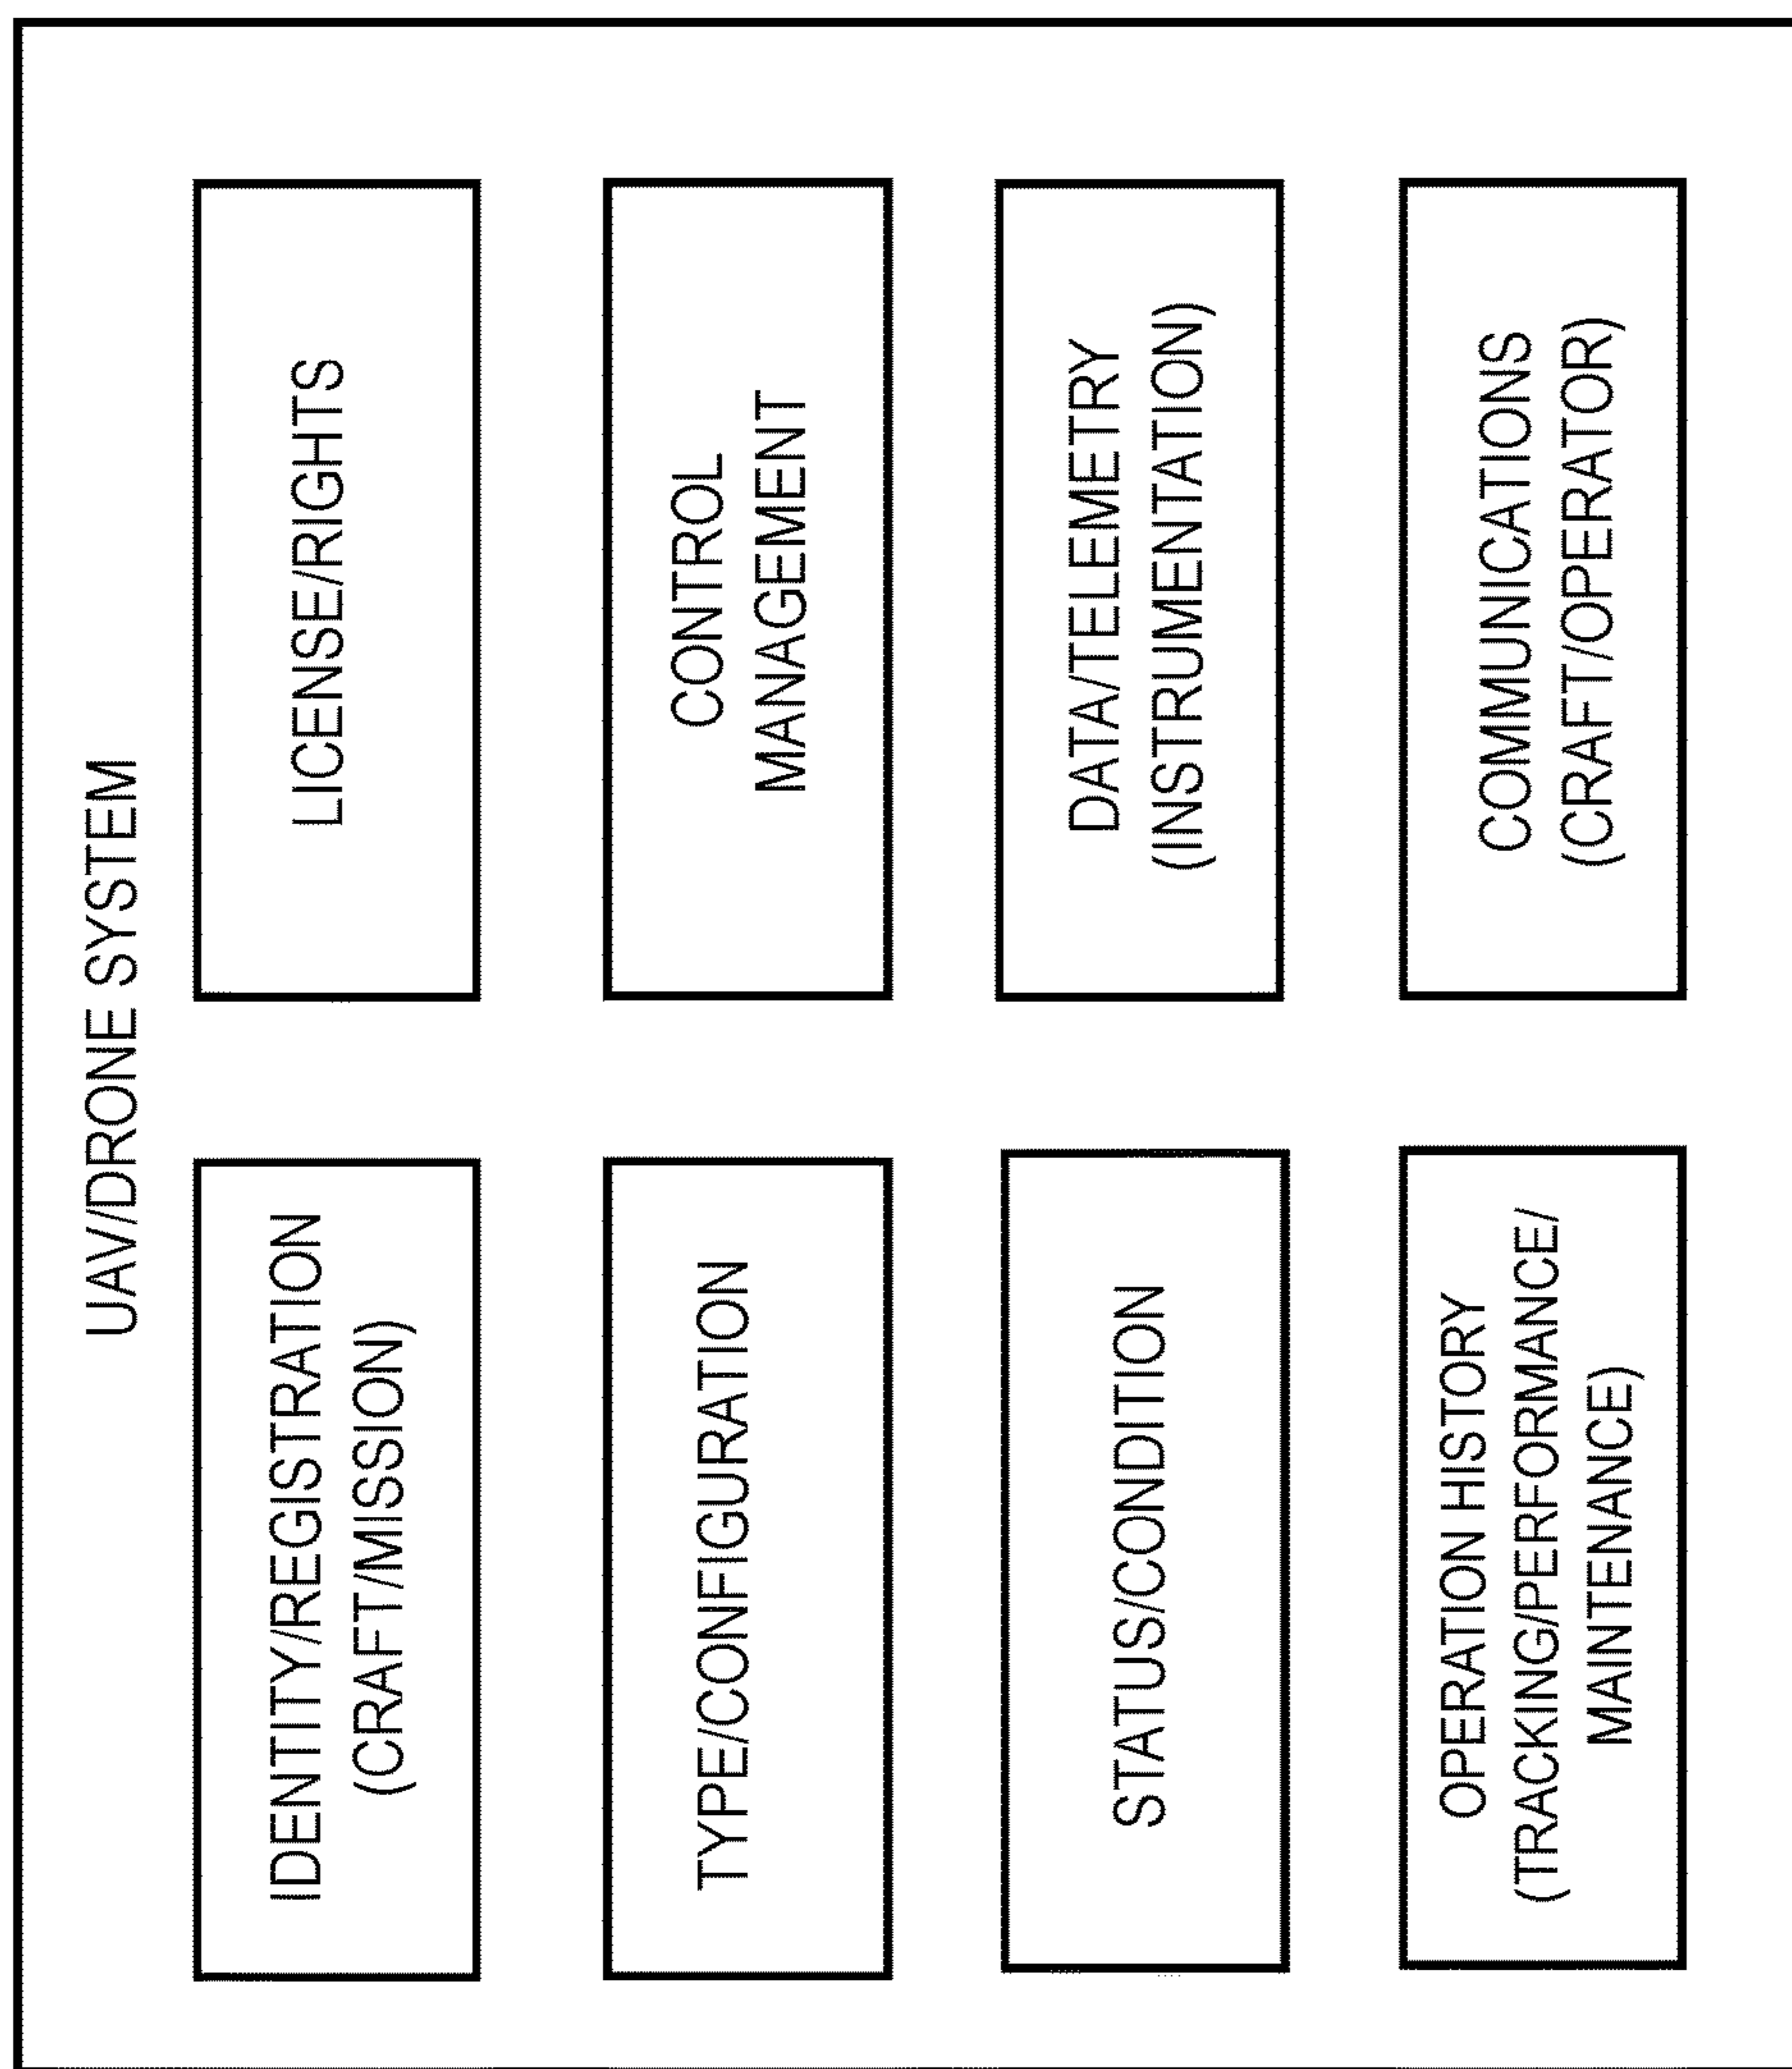 UAV/DRONE SYSTEM
IDENTITY/REGISTRATION
(CRAFT/MISSION)
LICENSE/RIGHTS
TYPE/CONFIGURATION
CONTROL
MANAGEMENT
STATUS/CONDITION
DATA/TELEMETRY
(INSTRUMENTATION)
OPERATION HISTORY
(TRACKING/PERFORMANCE/
MAINTENANCE)
COMMUNICATIONS
(CRAFT/OPERATOR)